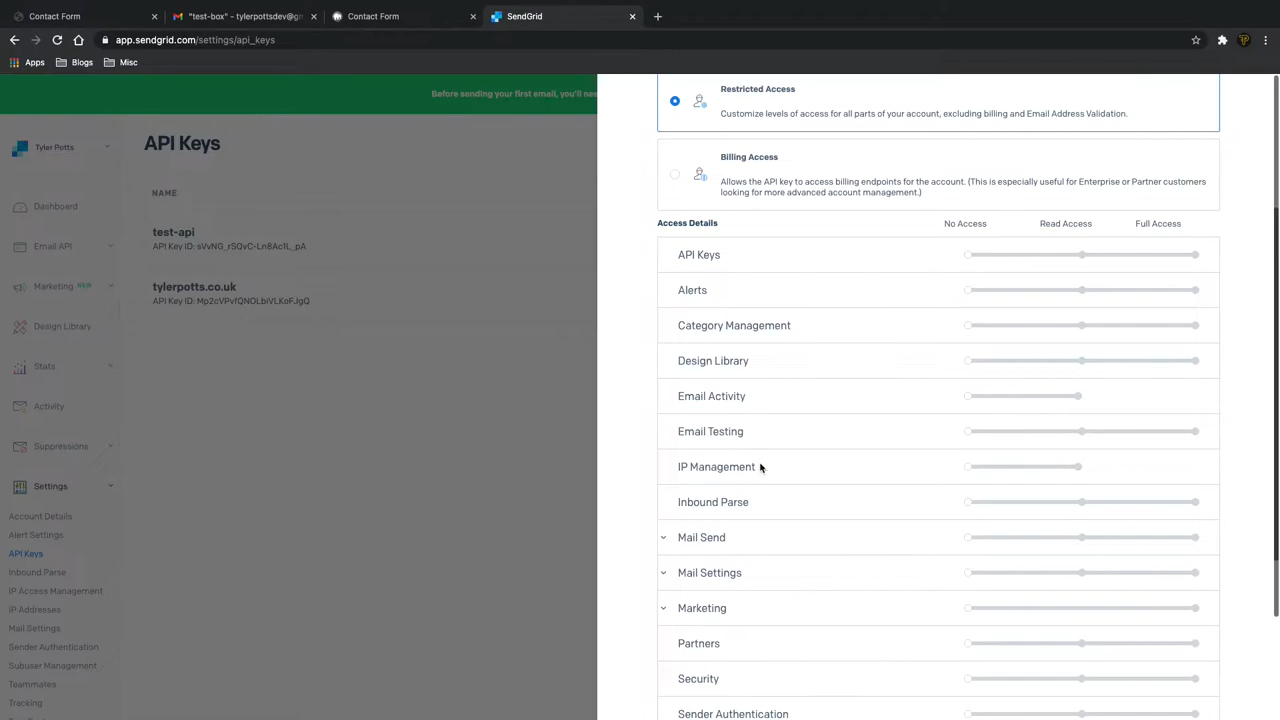 Contact Form
"test-box" - tylerpottsdev@gm
Contact Form
SendGrid
app.sendgrid.com/settings/api_keys
Apps
Blogs
Misc
Before sending your first email, you'll nee
Tyler Potts
Dashboard
Email API
Marketing NEW
Design Library
Stats
Activity
Suppressions
Settings
Account Details
Alert Settings
API Keys
Inbound Parse
IP Access Management
IP Addresses
Mail Settings
Sender Authentication
Subuser Management
Teammates
Tracking
API Keys
NAME
test-api
API Key ID: sVvNG_rSQvC-Ln8Ac1L_pA
tylerpotts.co.uk
API Key ID: Mp2cVPvfQNOLbiVLKoFJgQ
Restricted Access
Customize levels of access for all parts of your account, excluding billing and Email Address Validation.
Billing Access
Allows the API key to access billing endpoints for the account. (This is especially useful for Enterprise or Partner customers
looking for more advanced account management.)
Access Details No Access Read Access Full Access
API Keys
Alerts
Category Management
Design Library
Email Activity
Email Testing
IP Management
Inbound Parse
Mail Send
Mail Settings
Marketing
Partners
Security
Sender Authentication